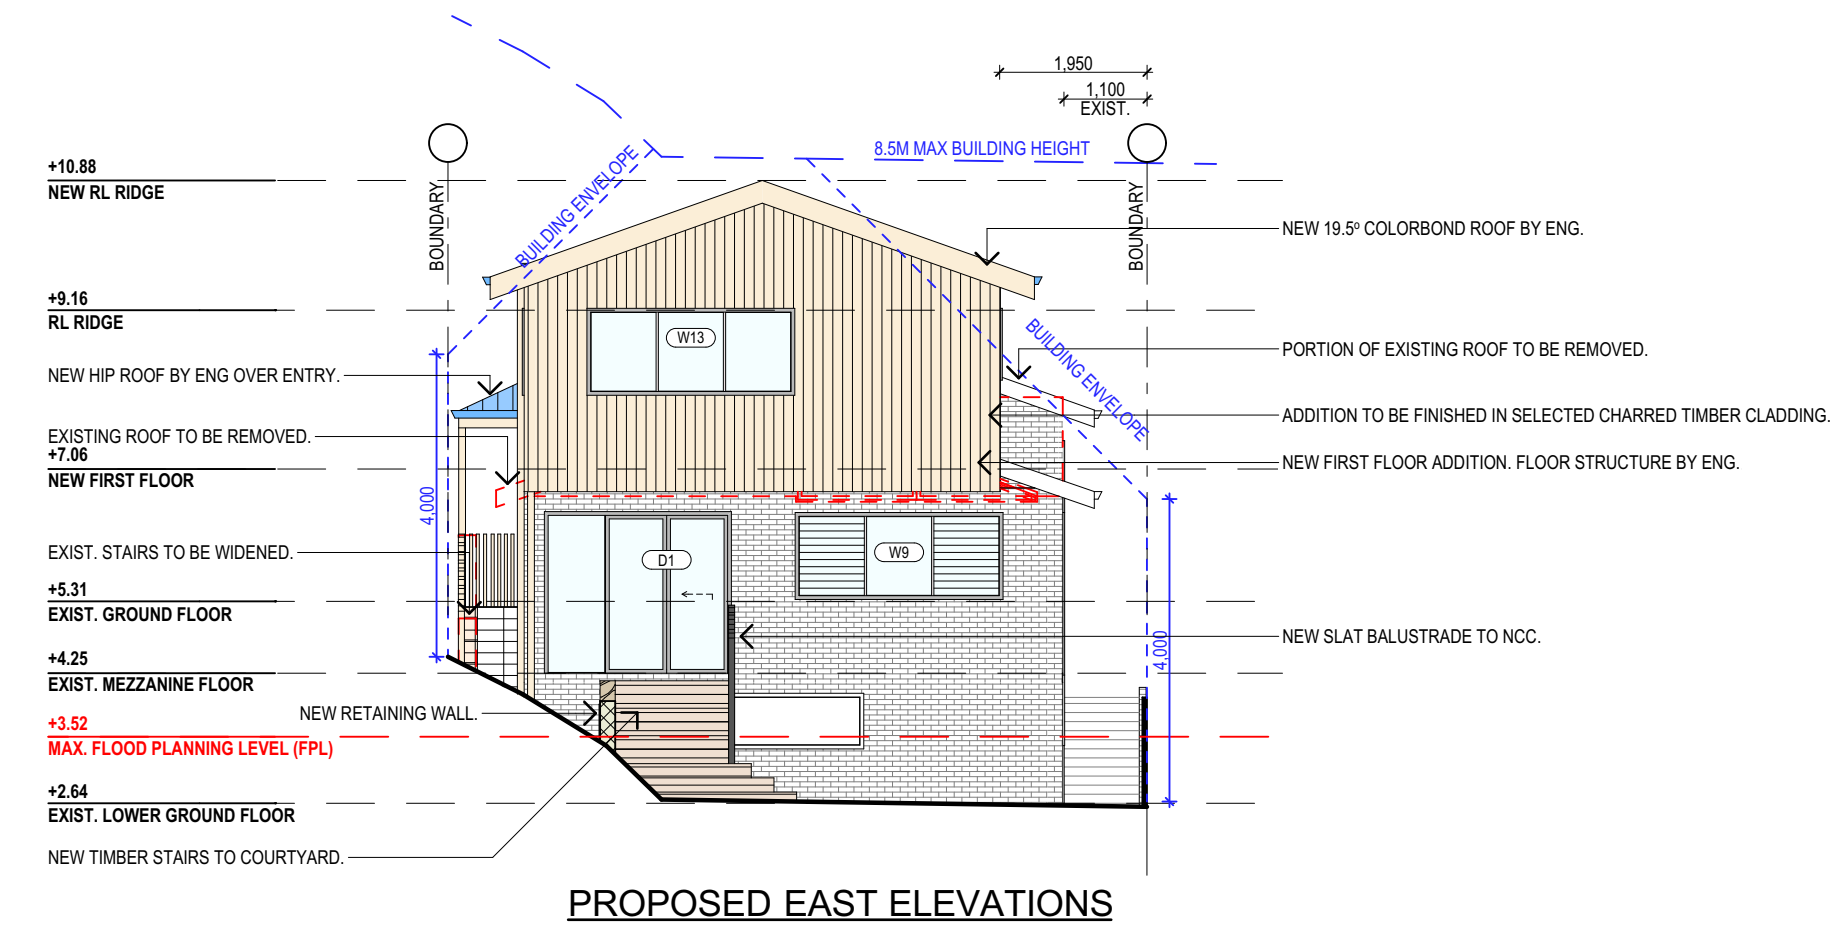 1,950
1,100
EXIST.
8.5M MAX BUILDING HEIGHT
+10.88
NEW RL RIDGE
BOUNDARY
BUILDING ENVELOPE
BOUNDARY
NEW 19.5º COLORBOND ROOF BY ENG.
+9.16
RL RIDGE
W13
BUILDING ENVELOPE
PORTION OF EXISTING ROOF TO BE REMOVED.
NEW HIP ROOF BY ENG OVER ENTRY.
ADDITION TO BE FINISHED IN SELECTED CHARRED TIMBER CLADDING.
EXISTING ROOF TO BE REMOVED.
+7.06
NEW FIRST FLOOR
NEW FIRST FLOOR ADDITION. FLOOR STRUCTURE BY ENG.
4,000
EXIST. STAIRS TO BE WIDENED.
D1
W9
+5.31
EXIST. GROUND FLOOR
NEW SLAT BALUSTRADE TO NCC.
4,000
+4.25
EXIST. MEZZANINE FLOOR
NEW RETAINING WALL.
+3.52
MAX. FLOOD PLANNING LEVEL (FPL)
+2.64
EXIST. LOWER GROUND FLOOR
NEW TIMBER STAIRS TO COURTYARD.
PROPOSED EAST ELEVATIONS